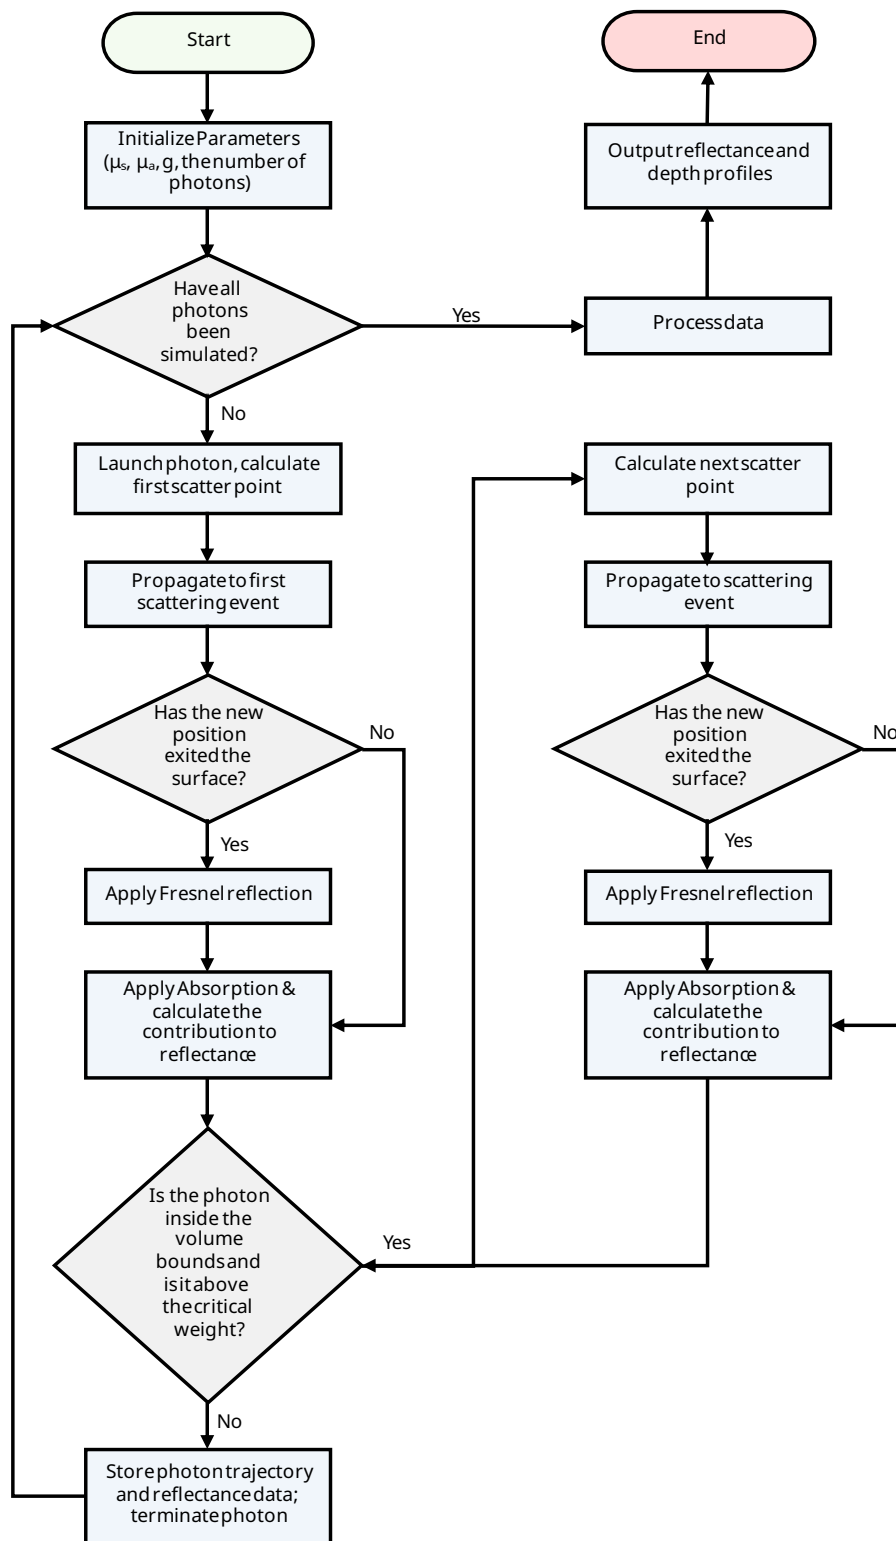 Start
Initialize Parameters
(μₛ, μₐ, g, the number of
photons)
Have all
photons
been
simulated?
Yes
No
Launch photon, calculate
first scatter point
Propagate to first
scattering event
Has the new
position
exited the
surface?
No
Yes
Apply Fresnel reflection
Apply Absorption &
calculate the
contribution to
reflectance
Is the photon
inside the
volume
bounds and
is it above
the critical
weight?
Yes
No
Store photon trajectory
and reflectance data;
terminate photon
End
Output reflectance and
depth profiles
Process data
Calculate next scatter
point
Propagate to scattering
event
Has the new
position
exited the
surface?
No
Yes
Apply Fresnel reflection
Apply Absorption &
calculate the
contribution to
reflectance